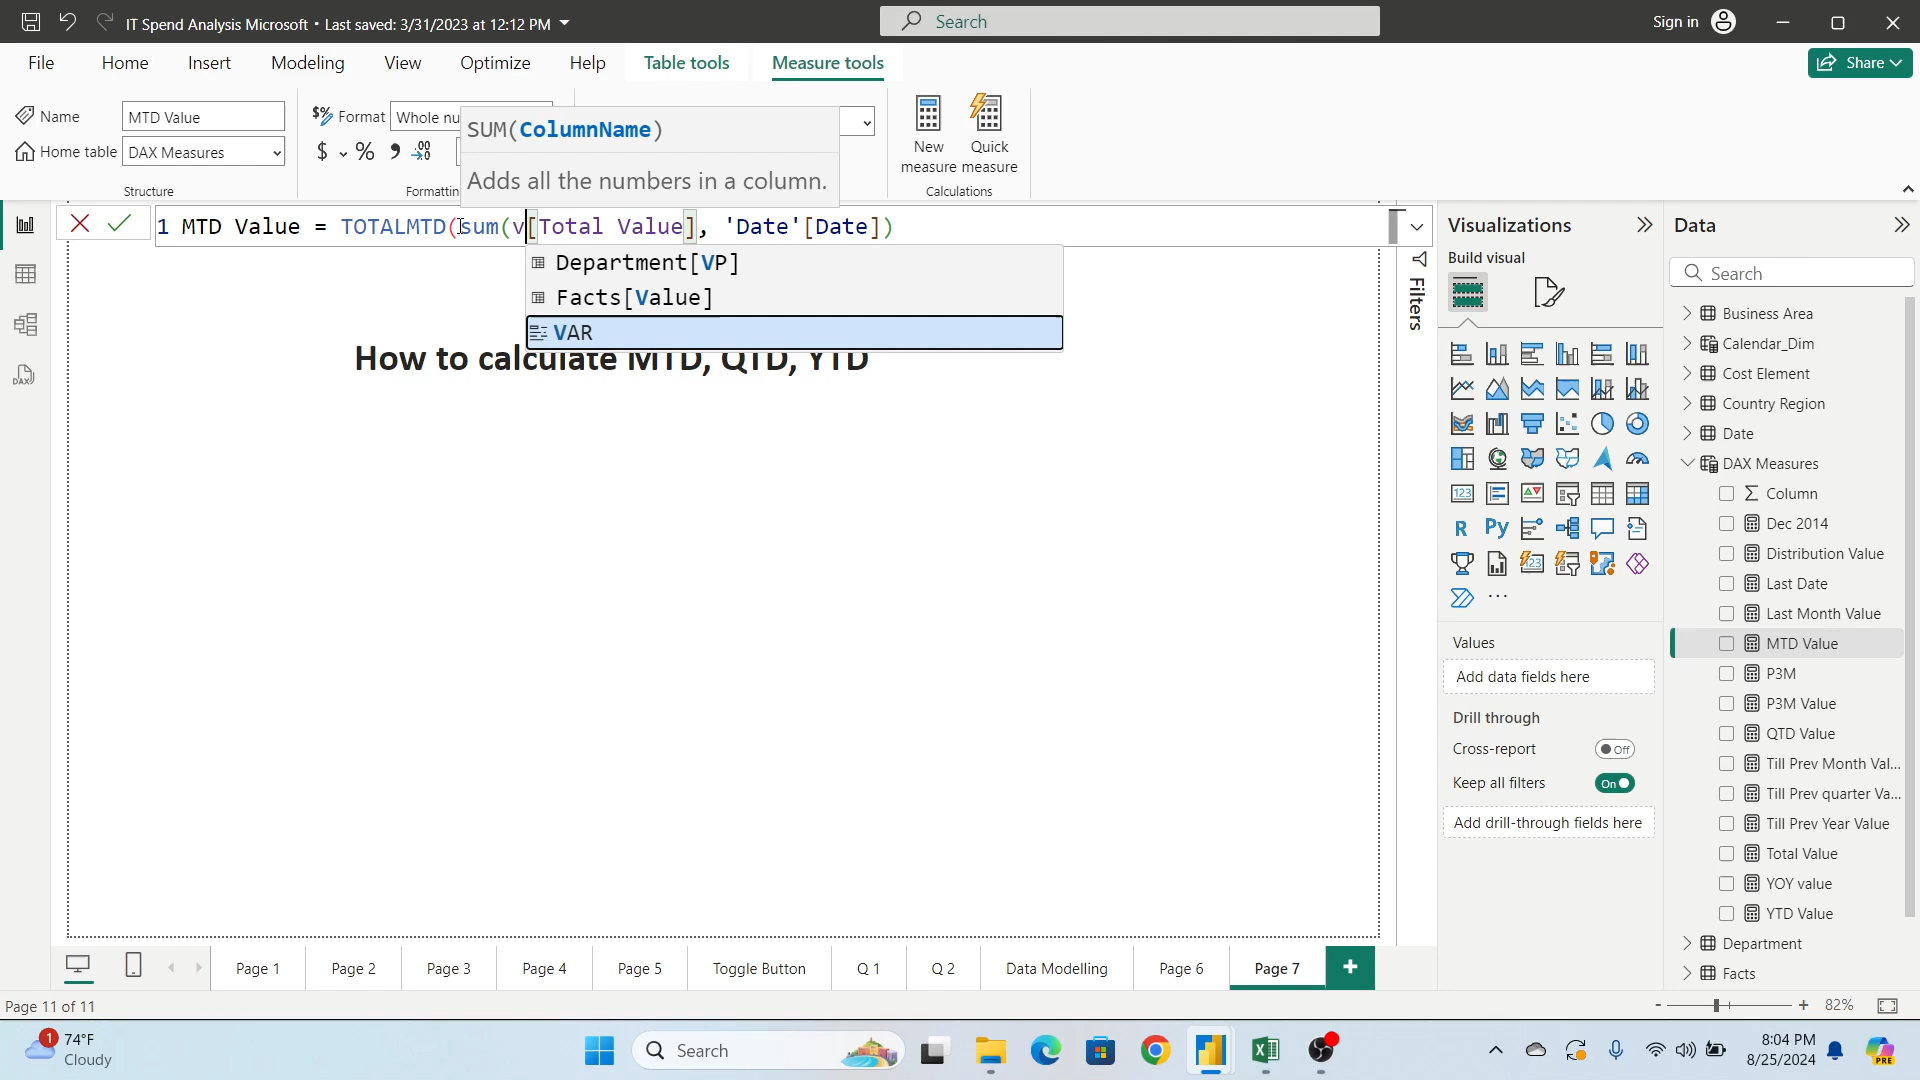 IT Spend Analysis Microsoft • Last saved: 3/31/2023 at 12:12 PM
Search
Sign in
File
Home
Insert
Modeling
View
Optimize
Help
Table tools
Measure tools
Share
Name
MTD Value
Home table
DAX Measures
Structure
$% Format
Whole nu
$ % 9 .00
Formattin
SUM(ColumnName)
Adds all the numbers in a column.
New measure
Quick measure
Calculations
1 MTD Value = TOTALMTD(sum(v[Total Value], 'Date'[Date])
Department[VP]
Facts[Value]
VAR
How to calculate MTD, QTD, YTD
Filters
Visualizations
Build visual
123
R
Py
123
Values
Add data fields here
Drill through
Cross-report
Off
Keep all filters
On
Add drill-through fields here
Data
Search
Business Area
Calendar_Dim
Cost Element
Country Region
Date
DAX Measures
Column
Dec 2014
Distribution Value
Last Date
Last Month Value
MTD Value
P3M
P3M Value
QTD Value
Till Prev Month Val...
Till Prev quarter Va...
Till Prev Year Value
Total Value
YOY value
YTD Value
Department
Facts
DAX
Page 1
Page 2
Page 3
Page 4
Page 5
Toggle Button
Q 1
Q 2
Data Modelling
Page 6
Page 7
Page 11 of 11
82%
1
74°F
Cloudy
Search
8:04 PM
8/25/2024
PRE